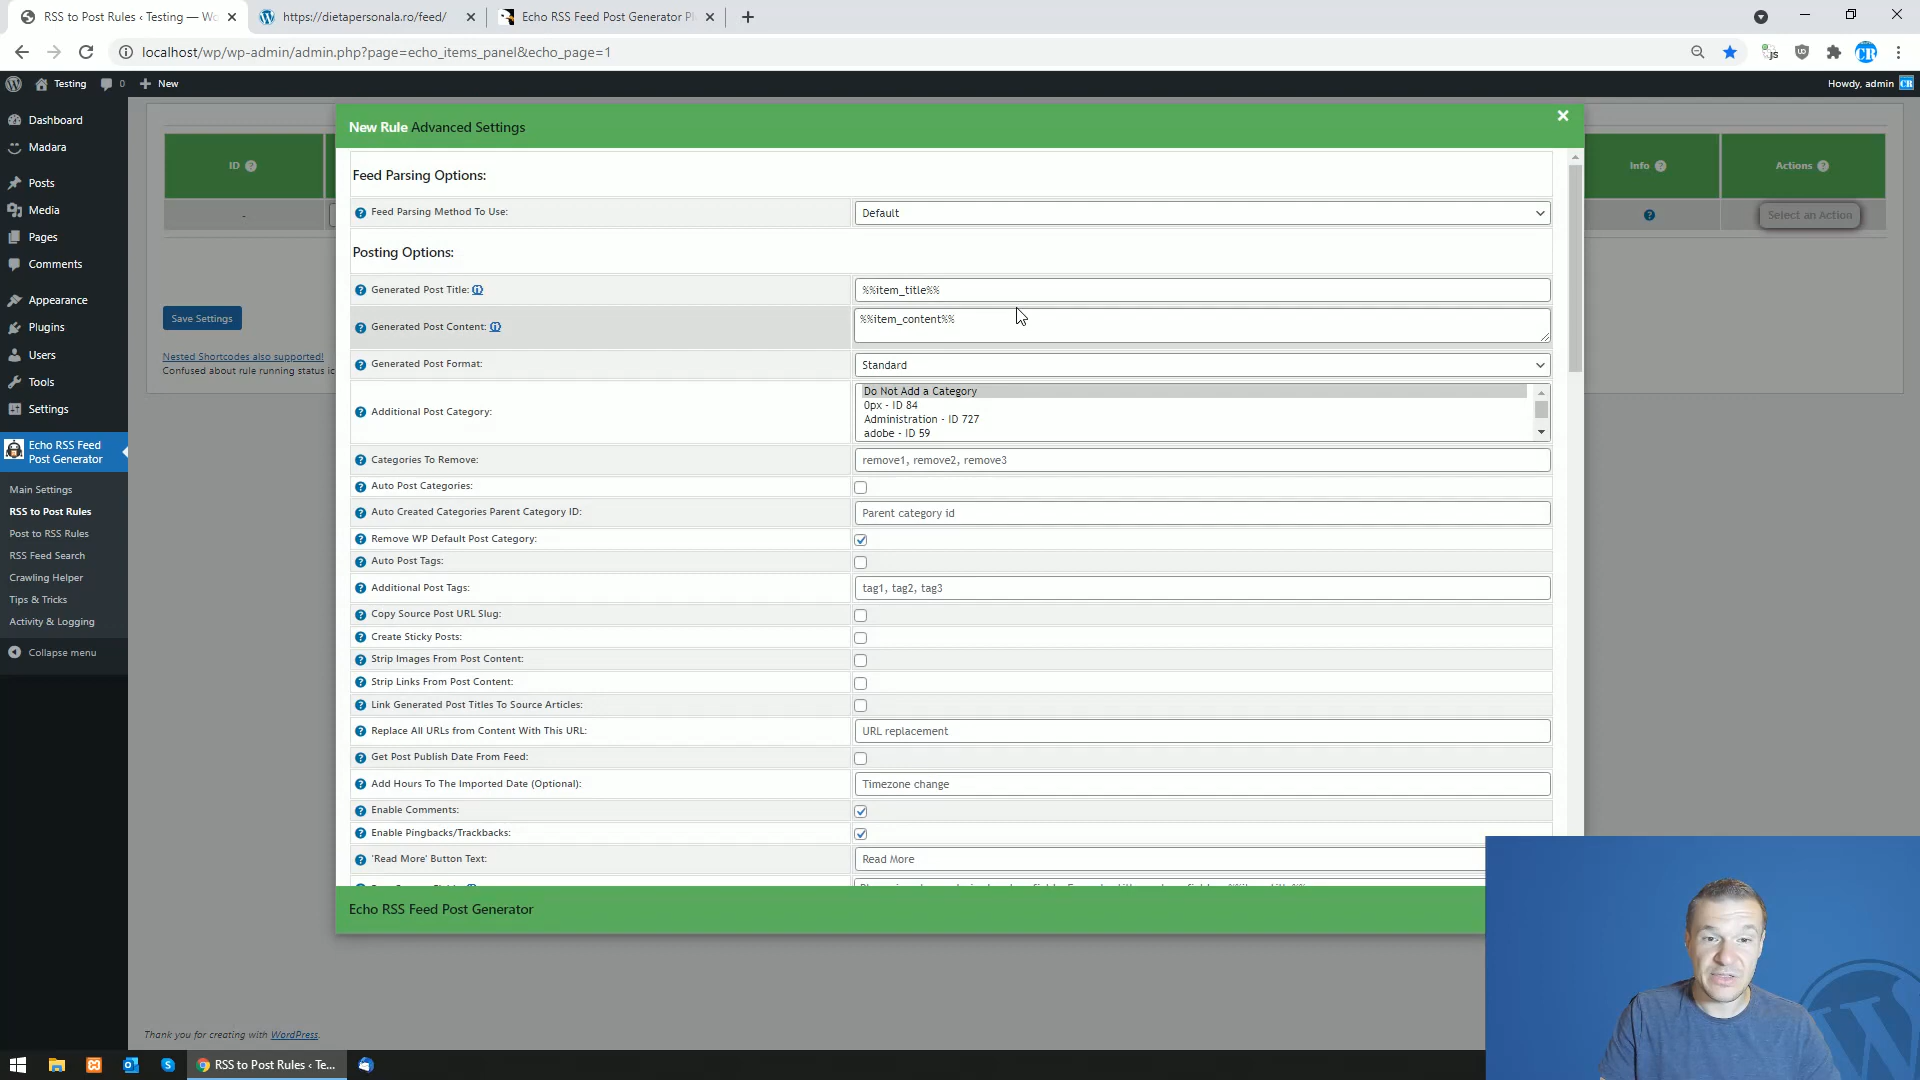 RSS to Post Rules ‹ Testing — Wo
https://dietapersonala.ro/feed/
Echo RSS Feed Post Generator Pl
localhost/wp/wp-admin/admin.php?page=echo_items_panel&echo_page=1
Testing
0
New
Howdy, admin
Dashboard
Madara
Posts
Media
Pages
Comments
Appearance
Plugins
Users
Tools
Settings
Echo RSS Feed
Post Generator
Main Settings
RSS to Post Rules
Post to RSS Rules
RSS Feed Search
Crawling Helper
Tips & Tricks
Activity & Logging
Collapse menu
ID
Info
Actions
-
Select an Action
Save Settings
Nested Shortcodes also supported!
Confused about rule running status ic
New Rule Advanced Settings
Feed Parsing Options:
Feed Parsing Method To Use:
Default
Posting Options:
Generated Post Title:
%%item_title%%
Generated Post Content:
%%item_content%%
Generated Post Format:
Standard
Additional Post Category:
Do Not Add a Category
0px - ID 84
Administration - ID 727
adobe - ID 59
Categories To Remove:
remove1, remove2, remove3
Auto Post Categories:
Auto Created Categories Parent Category ID:
Parent category id
Remove WP Default Post Category:
Auto Post Tags:
Additional Post Tags:
tag1, tag2, tag3
Copy Source Post URL Slug:
Create Sticky Posts:
Strip Images From Post Content:
Strip Links From Post Content:
Link Generated Post Titles To Source Articles:
Replace All URLs from Content With This URL:
URL replacement
Get Post Publish Date From Feed:
Add Hours To The Imported Date (Optional):
Timezone change
Enable Comments:
Enable Pingbacks/Trackbacks:
'Read More' Button Text:
Read More
Echo RSS Feed Post Generator
Thank you for creating with WordPress.
RSS to Post Rules ‹ Te...